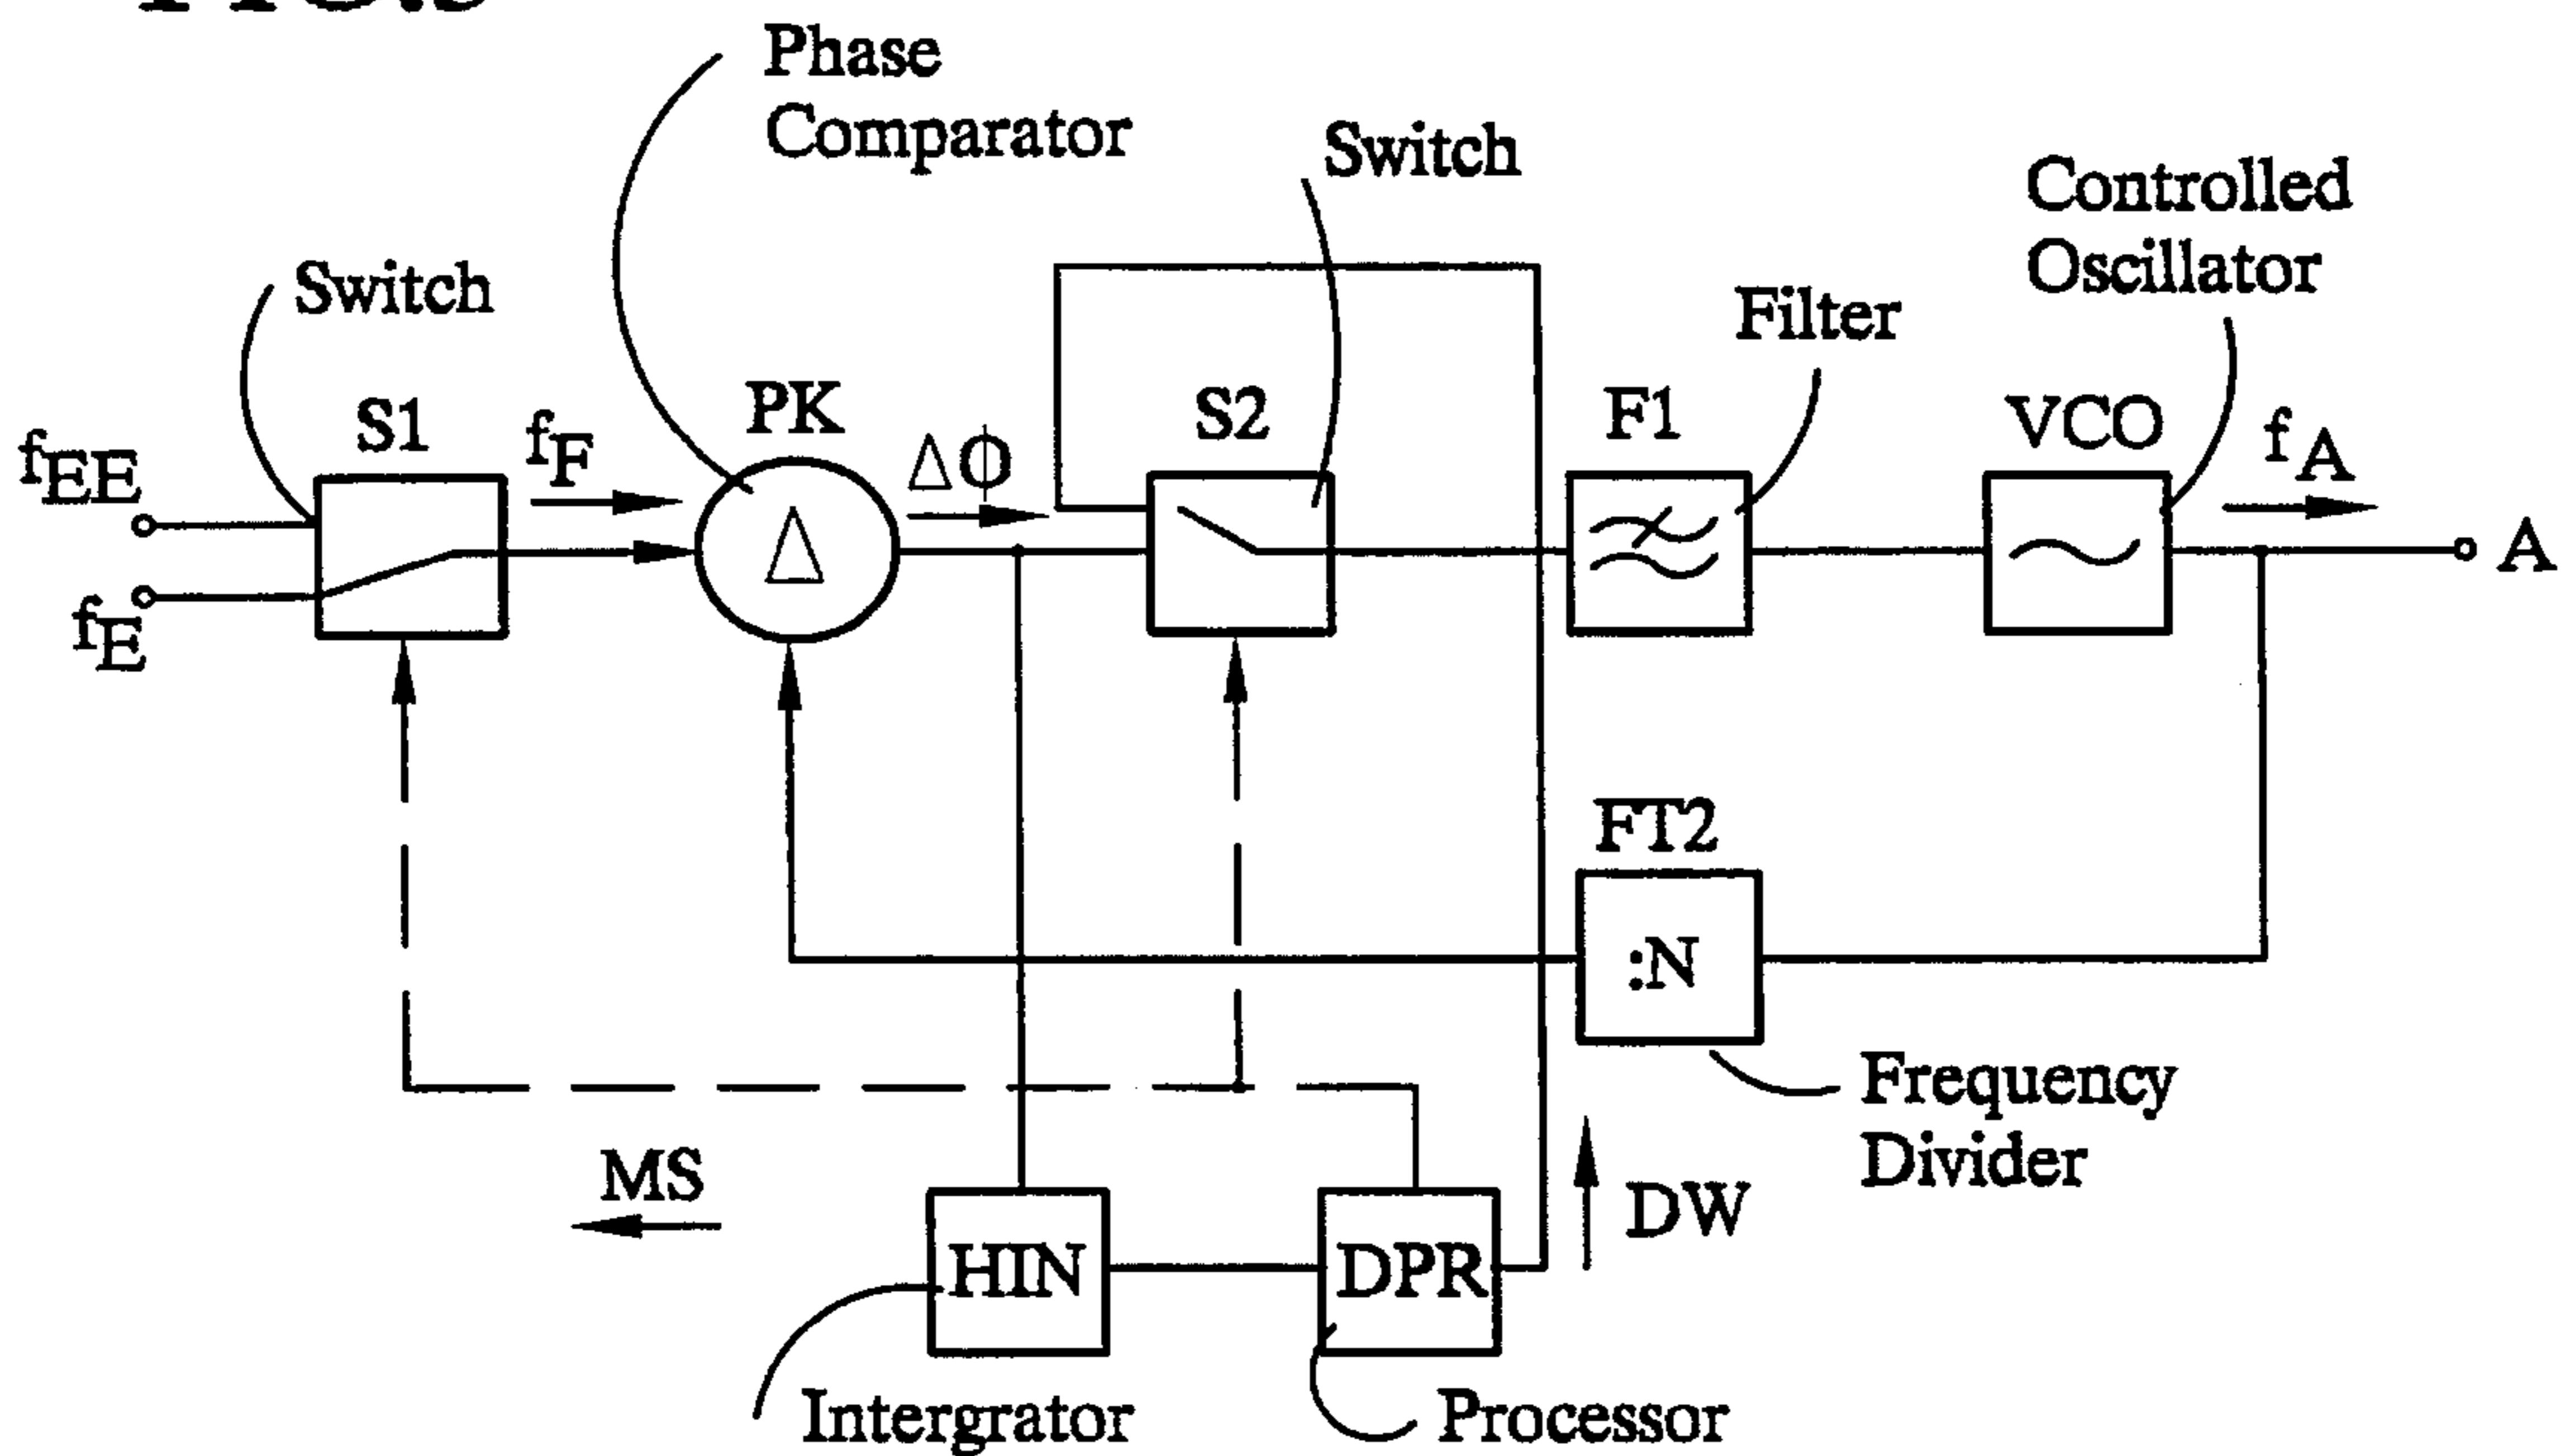 Phase
Comparator
Switch
Controlled
Oscillator
Switch
Filter
S1
fF
PK
ΔΦ
S2
F1
VCO
fA
fEE
fE
Δ
A
FT2
:N
Frequency
Divider
MS
DW
HIN
DPR
Intergrator
Processor